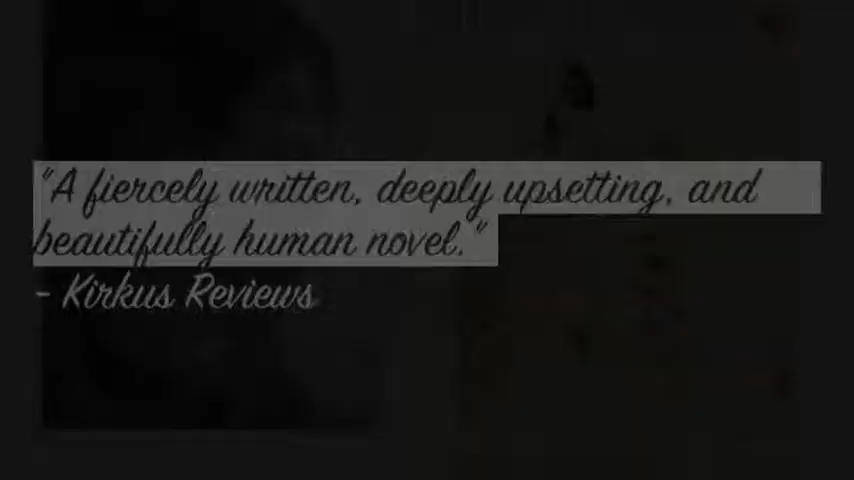 "A fiercely written, deeply upsetting, and
beautifully human novel."
- Kirkus Reviews